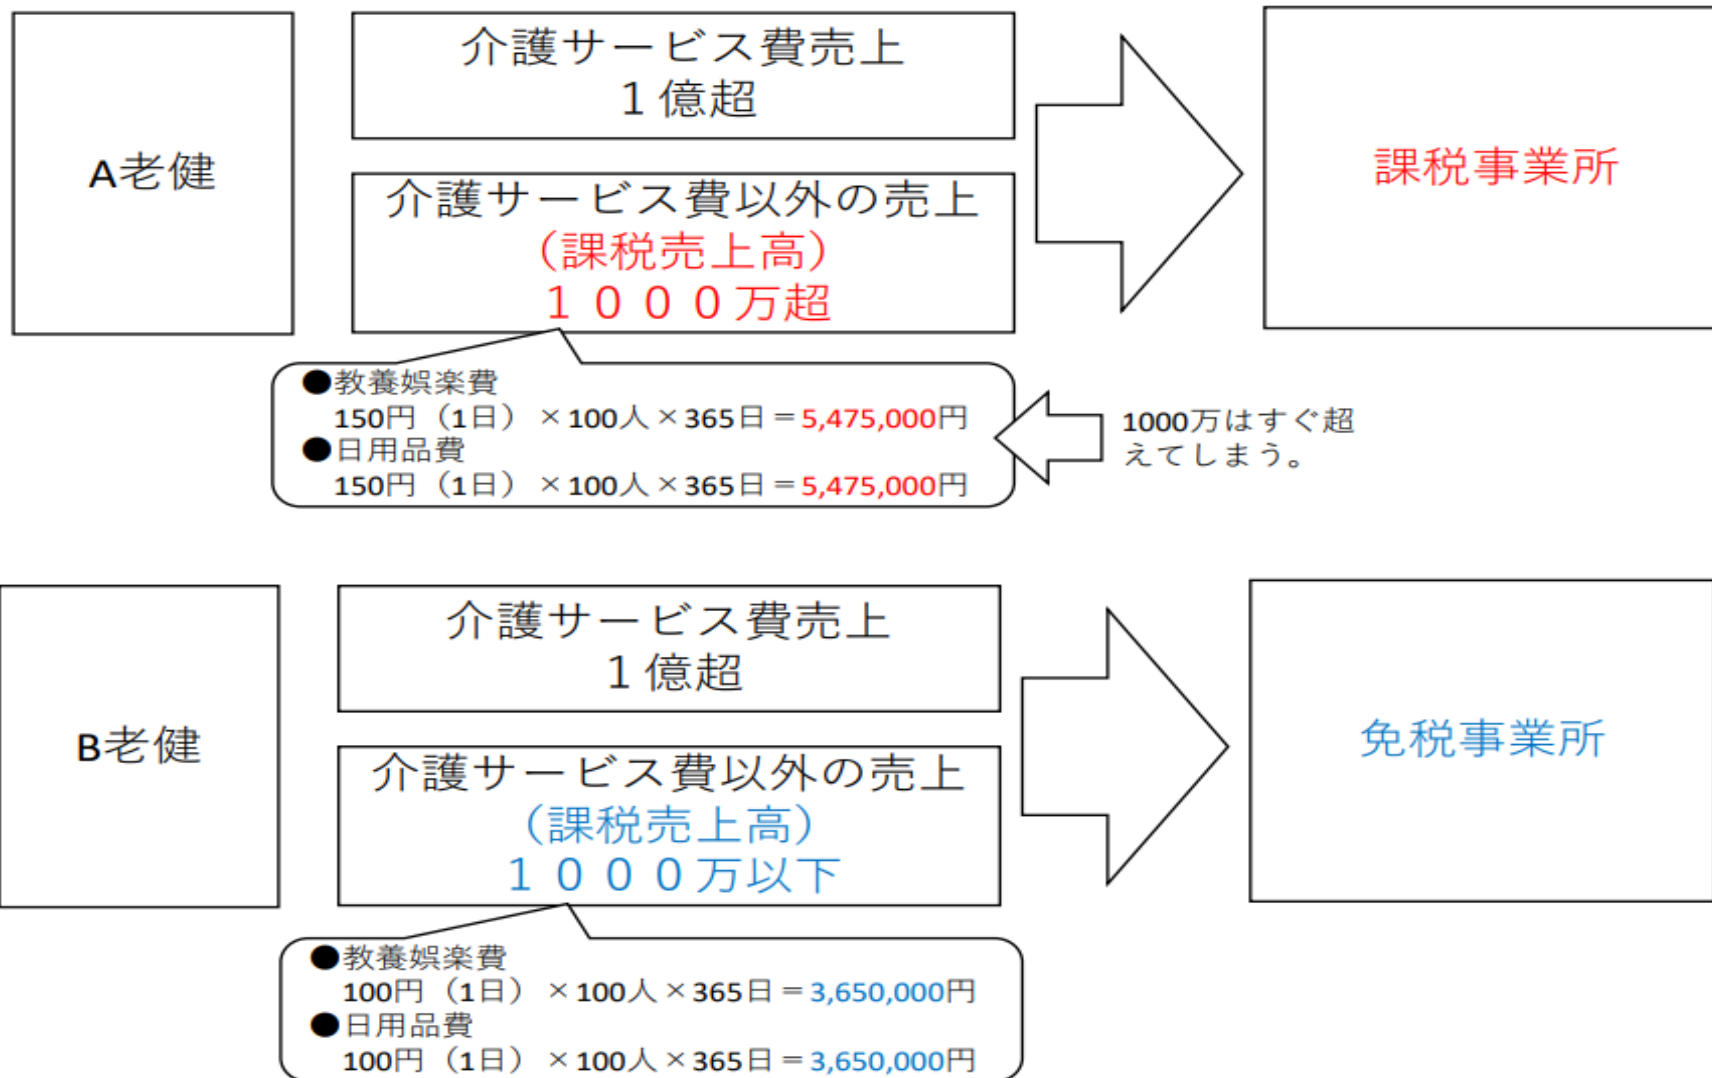 A老健
介護サービス費売上
１億超
介護サービス費以外の売上
（課税売上高）
１０００万超
課税事業所
●教養娯楽費
150円（1日）×100人×365日＝5,475,000円
●日用品費
150円（1日）×100人×365日＝5,475,000円
1000万はすぐ超
えてしまう。
B老健
介護サービス費売上
１億超
介護サービス費以外の売上
（課税売上高）
１０００万以下
免税事業所
●教養娯楽費
100円（1日）×100人×365日＝3,650,000円
●日用品費
100円（1日）×100人×365日＝3,650,000円